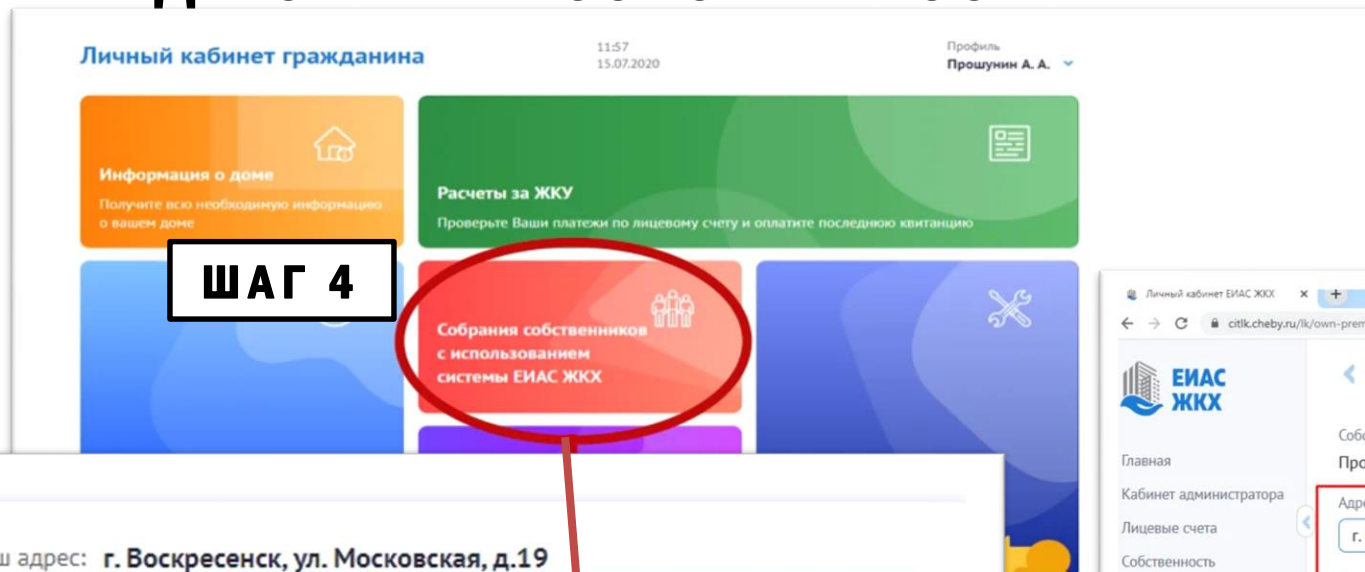 Личный кабинет гражданина
11:57
15.07.2020
Профиль
Прошунин А. А.
Информация о доме
Получите всю необходимую информацию
о вашем доме
Расчеты за ЖКУ
Проверьте Ваши платежи по лицевому счету и оплатите последнюю квитанцию
ШАГ 4
Собрания собственников
с использованием
системы ЕИАС ЖКХ
адрес: г. Воскресенск, ул. Московская, д.19
Личный кабинет ЕИАС ЖКХ
citlk.cheby.ru/lk/own-prem
ЕИАС
ЖКХ
Главная
Кабинет администратора
Лицевые счета
Собственность
г.